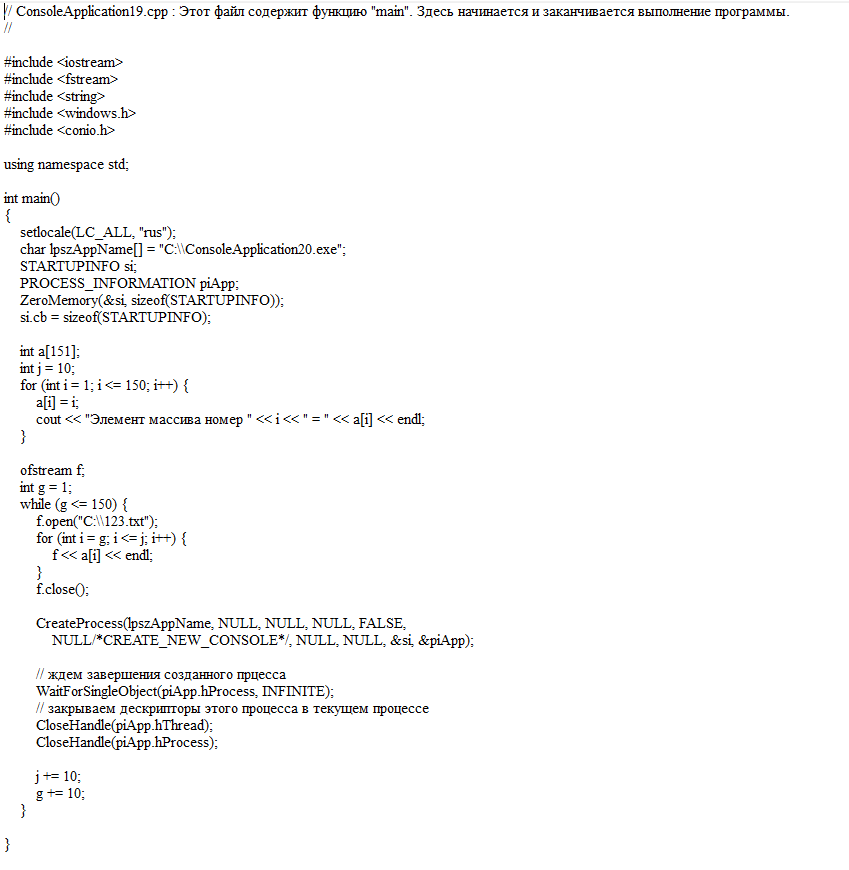 // ConsoleApplication19.cpp : Этот файл содержит функцию "main". Здесь начинается и заканчивается выполнение программы.
//
#include <iostream>
#include <fstream>
#include <string>
#include <windows.h>
#include <conio.h>
using namespace std;
int main()
{
setlocale(LC_ALL, "rus");
char lpszAppName[] = "C:\\ConsoleApplication20.exe";
STARTUPINFO si;
PROCESS_INFORMATION piApp;
ZeroMemory(&si, sizeof(STARTUPINFO));
si.cb = sizeof(STARTUPINFO);
int a[151];
int j = 10;
for (int i = 1; i <= 150; i++) {
a[i] = i;
cout << "Элемент массива номер " << i << " = " << a[i] << endl;
}
ofstream f;
int g = 1;
while (g <= 150) {
f.open("C:\\123.txt");
for (int i = g; i <= j; i++) {
f << a[i] << endl;
}
f.close();
CreateProcess(lpszAppName, NULL, NULL, NULL, FALSE,
NULL/*CREATE_NEW_CONSOLE*/, NULL, NULL, &si, &piApp);
// ждем завершения созданного прцесса
WaitForSingleObject(piApp.hProcess, INFINITE);
// закрываем дескрипторы этого процесса в текущем процессе
CloseHandle(piApp.hThread);
CloseHandle(piApp.hProcess);
j += 10;
g += 10;
}
}